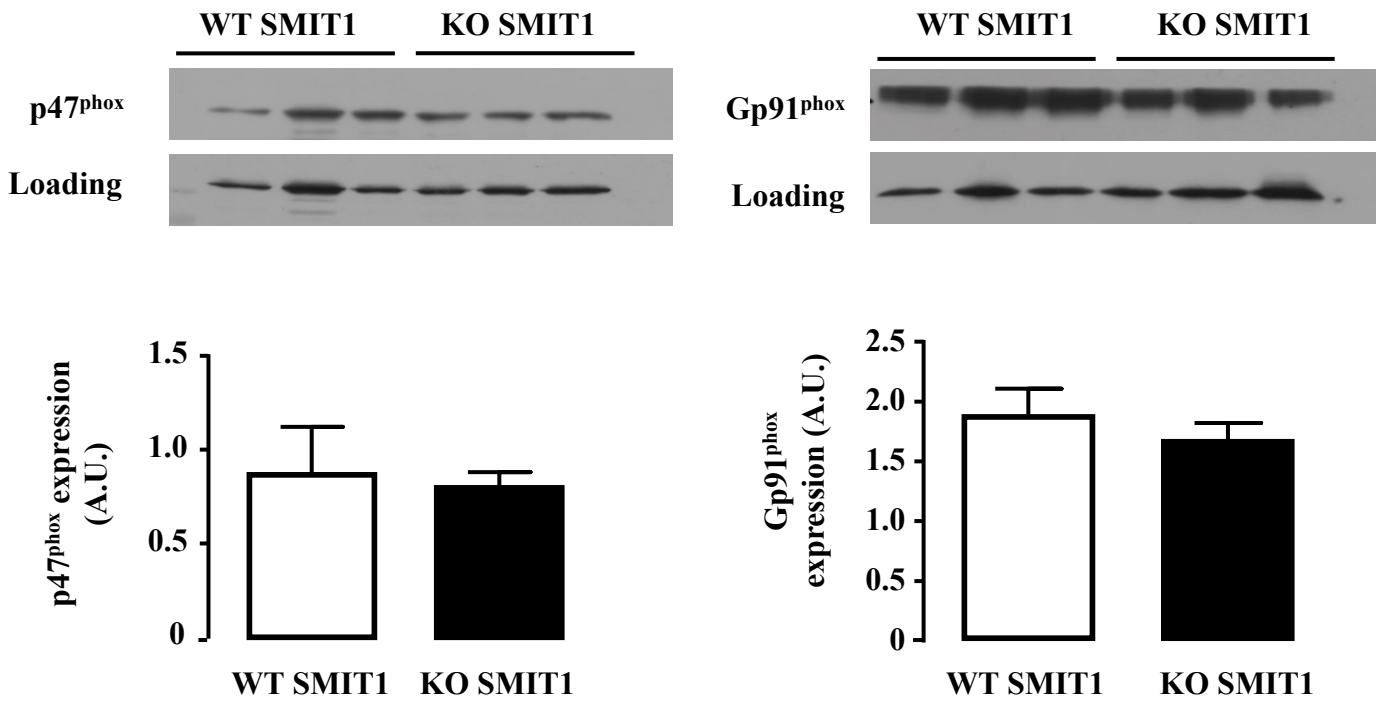 WT SMIT1 KO SMIT1
p47phox
Loading
WT SMIT1 KO SMIT1
Gp91phox
Loading
p47phox expression
(A.U.)
1.5
1.0
0.5
0
WT SMIT1 KO SMIT1
Gp91phox
expression (A.U.)
2.5
2.0
1.5
1.0
0.5
0
WT SMIT1 KO SMIT1